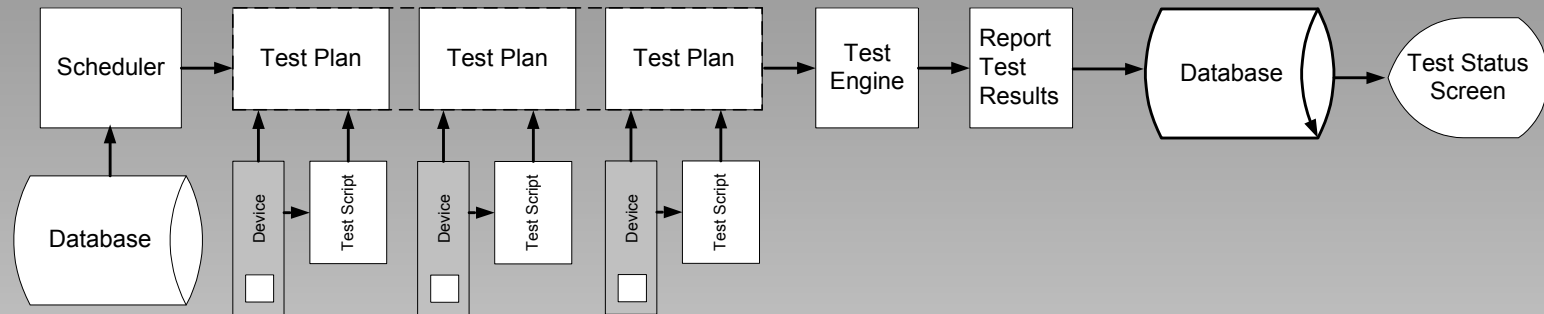 Scheduler
Test Plan
Test Plan
Test Plan
Test
Engine
Report
Test
Results
Database
Test Status
Screen
Database
Device
Test Script
Device
Test Script
Device
Test Script